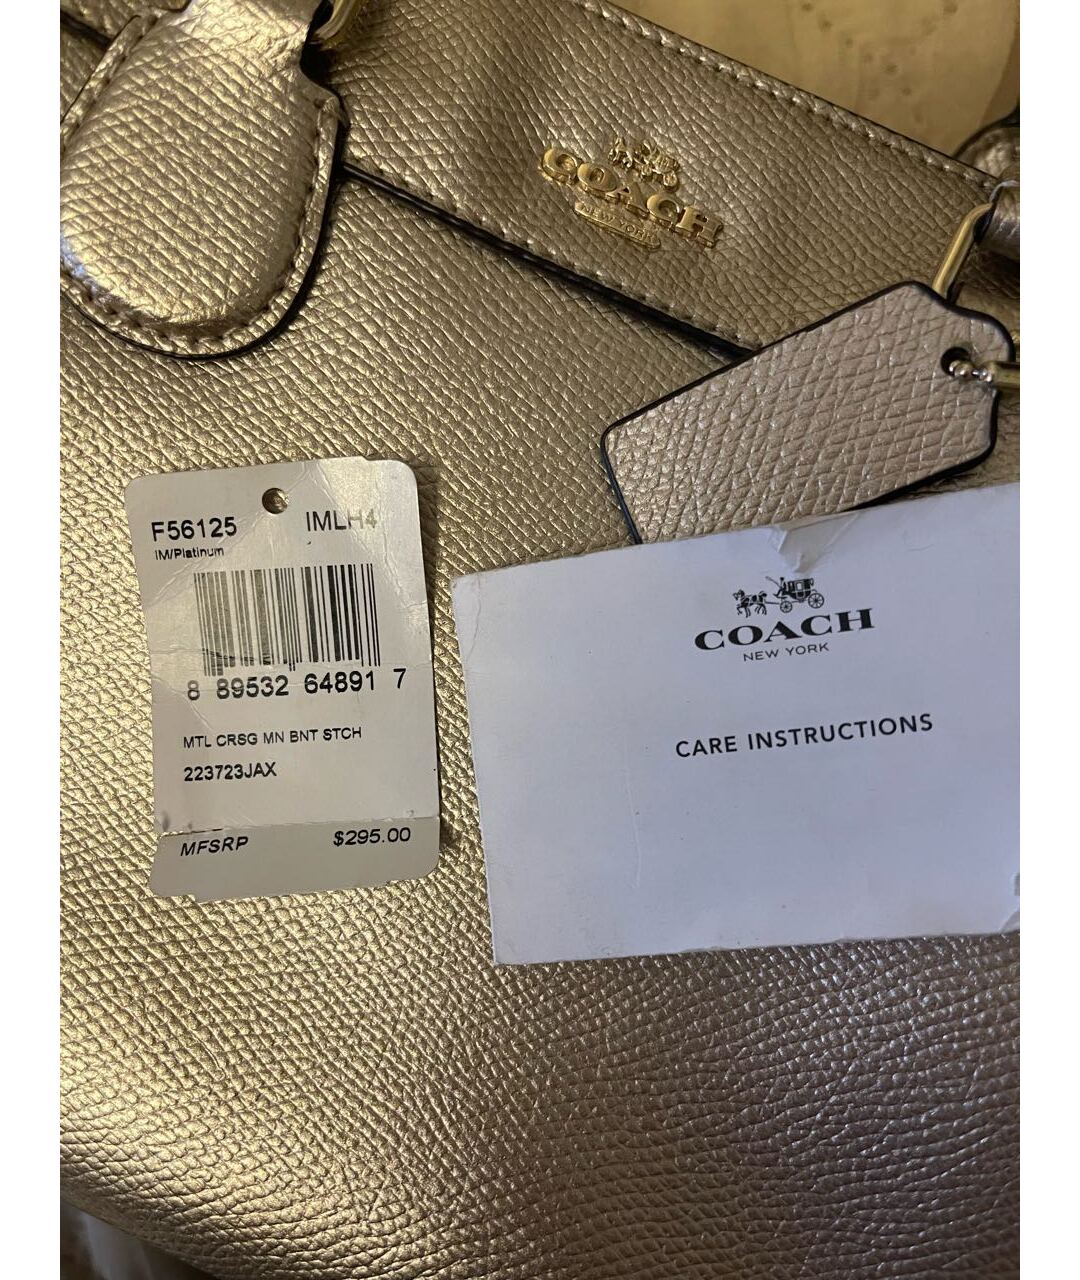 COACH
NEW YORK
F56125 IMLH4
IM/Platinum
8 89532 64891 7
MTL CRSG MN BNT STCH
223723JAX
MFSRP $295.00
COACH
NEW YORK
CARE INSTRUCTIONS